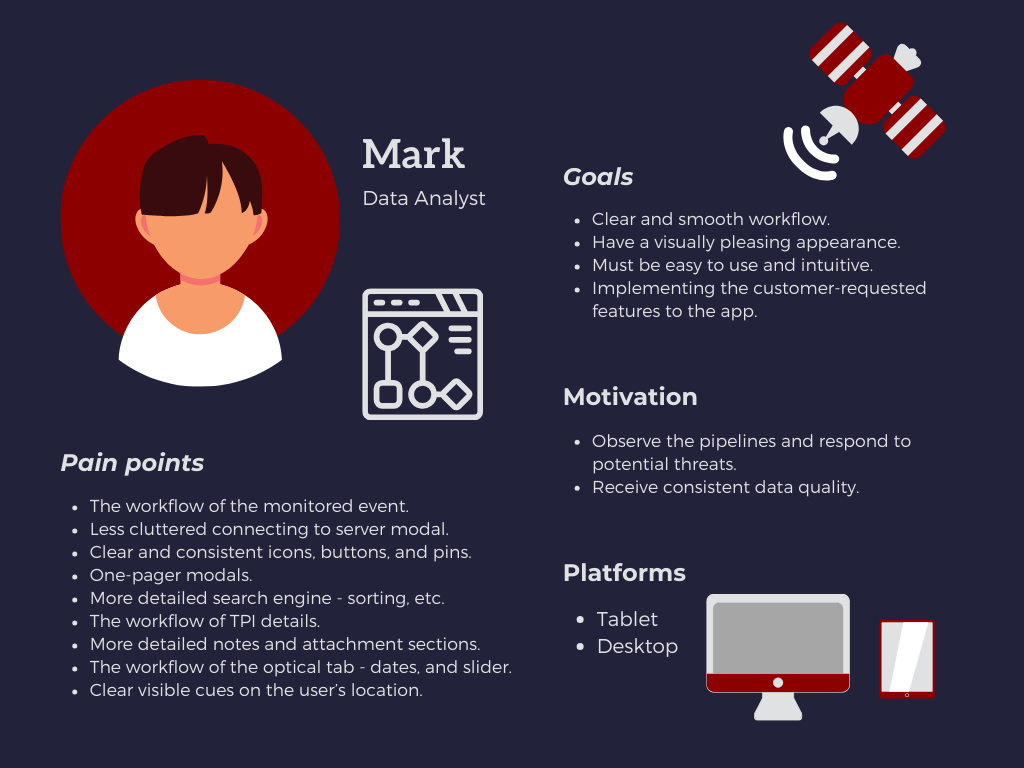 Mark
Data Analyst
Pain points
• The workflow of the monitored event.
• Less cluttered connecting to server modal.
• Clear and consistent icons, buttons, and pins.
• One-pager modals.
• More detailed search engine - sorting, etc.
• The workflow of TPI details.
• More detailed notes and attachment sections.
• The workflow of the optical tab - dates, and slider.
• Clear visible cues on the user’s location.
Goals
• Clear and smooth workflow.
• Have a visually pleasing appearance.
• Must be easy to use and intuitive.
• Implementing the customer-requested
features to the app.
Motivation
• Observe the pipelines and respond to
potential threats.
• Receive consistent data quality.
Platforms
• Tablet
• Desktop